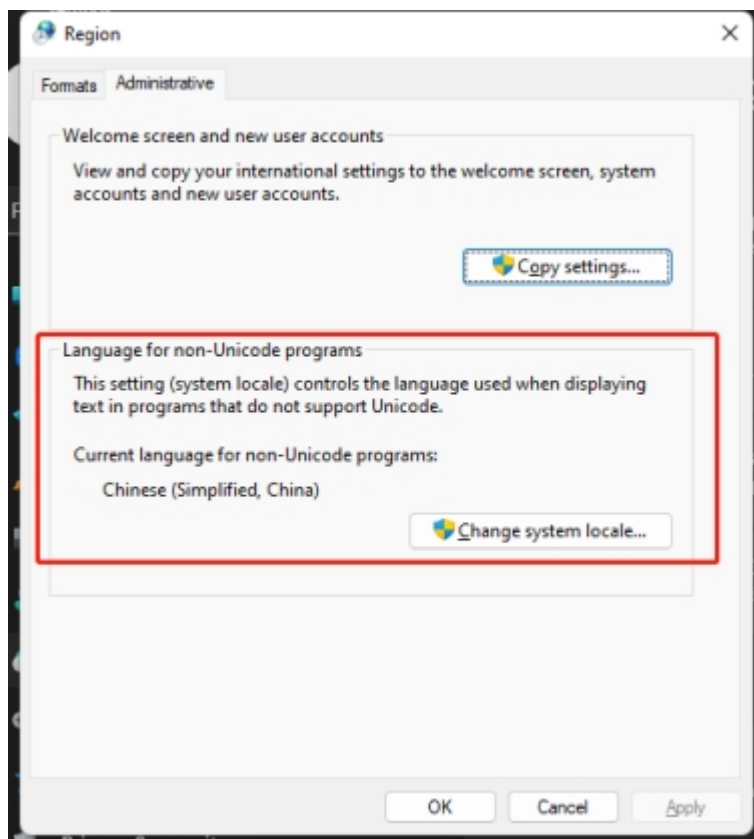 Region
Formats
Administrative
Welcome screen and new user accounts
View and copy your international settings to the welcome screen, system
accounts and new user accounts.
Copy settings...
Language for non-Unicode programs
This setting (system locale) controls the language used when displaying
text in programs that do not support Unicode.
Current language for non-Unicode programs:
Chinese (Simplified, China)
Change system locale...
OK
Cancel
Apply